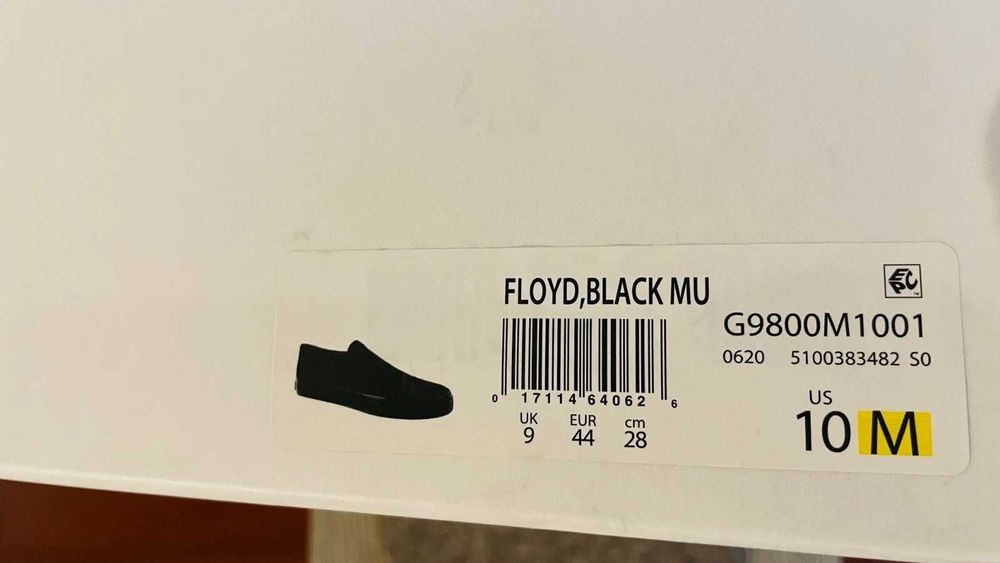 FLOYD,BLACK MU
EPC
G9800M1001
0620 5100383482 S0
0 17114 64062 6
UK EUR cm
9 44 28
US
10 M